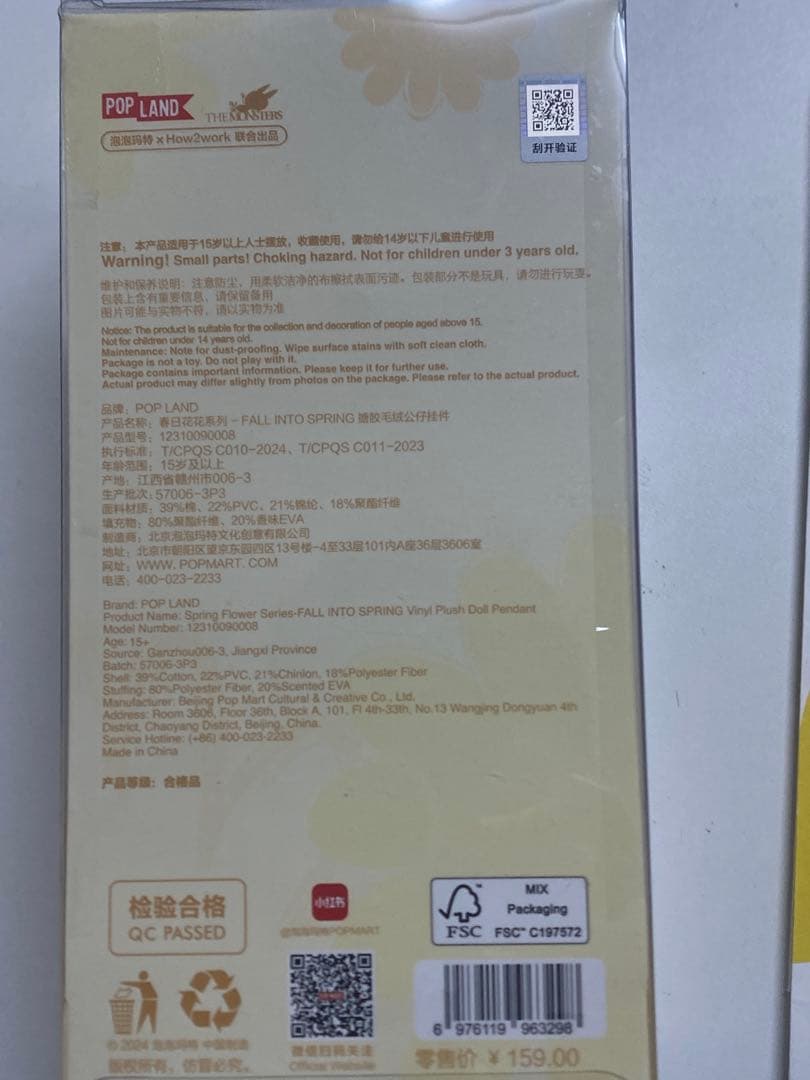 POP LAND
THE MONSTERS
泡泡玛特 × How2work 联合出品
刮开验证
注意：本产品适用于15岁以上人士摆放，收藏使用，请勿给14岁以下儿童进行使用
Warning! Small parts! Choking hazard. Not for children under 3 years old.
维护和保养说明：注意防尘，用柔软洁净的布擦拭表面污迹。包装部分不是玩具，请勿进行玩耍。
包装上含有重要信息，请保留备用
图片可能与实物不符，请以实物为准
Notice: The product is suitable for the collection and decoration of people aged above 15.
Not for children under 14 years old.
Maintenance: Note for dust-proofing. Wipe surface stains with soft clean cloth.
Package is not a toy. Do not play with it.
Package contains important information. Please keep it for further use.
Actual product may differ slightly from photos on the package. Please refer to the actual product.
品牌：POP LAND
产品名称：春日花花系列 - FALL INTO SPRING 搪胶毛绒公仔挂件
产品型号：12310090008
执行标准：T/CPQS C010-2024、T/CPQS C011-2023
年龄范围：15岁及以上
产地：江西省赣州市006-3
生产批次：57006-3P3
面料材质：39%棉、22%PVC、21%锦纶、18%聚酯纤维
填充物：80%聚酯纤维、20%香味EVA
制造商：北京泡泡玛特文化创意有限公司
地址：北京市朝阳区望京东园四区13号楼-4至33层101内A座36层3606室
网址：WWW. POPMART. COM
电话：400-023-2233
Brand: POP LAND
Product Name: Spring Flower Series-FALL INTO SPRING Vinyl Plush Doll Pendant
Model Number: 12310090008
Age: 15+
Source: Ganzhou006-3, Jiangxi Province
Batch: 57006-3P3
Shell: 39%Cotton, 22%PVC, 21%Chinlon, 18%Polyester Fiber
Stuffing: 80%Polyester Fiber, 20%Scented EVA
Manufacturer: Beijing Pop Mart Cultural & Creative Co., Ltd.
Address: Room 3606, Floor 36th, Block A, 101, Fl 4th-33th, No.13 Wangjing Dongyuan 4th
District, Chaoyang District, Beijing, China.
Service Hotline: (+86) 400-023-2233
Made in China
产品等级：合格品
检验合格
QC PASSED
小红书
@泡泡玛特POPMART
MIX
Packaging
FSC
FSC™ C197572
© 2024 泡泡玛特 中国制造
版权所有，仿冒必究。
微信扫码关注
Official Website
6 976119 963298
零售价 ¥ 159.00